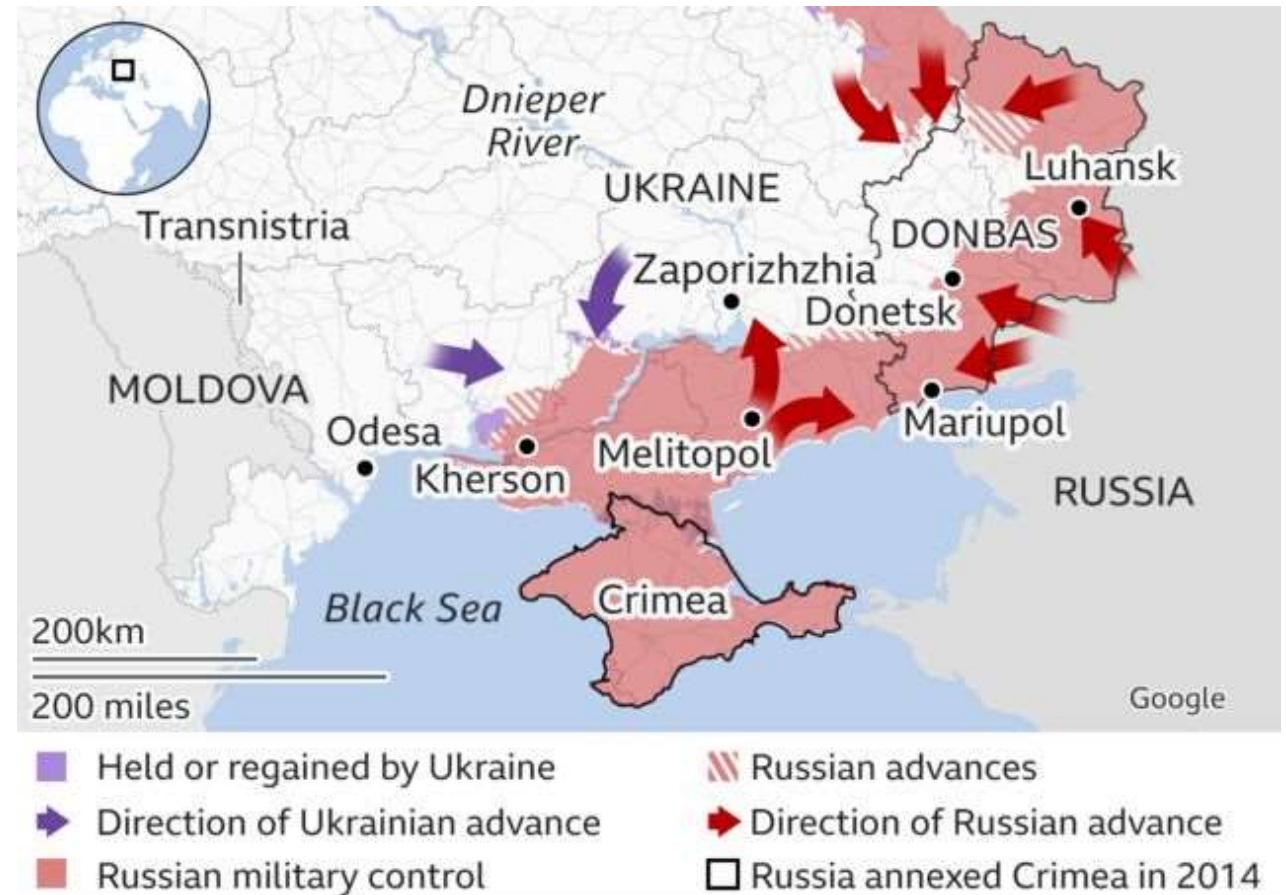 Dnieper
River
UKRAINE
Luhansk
Transnistria
DONBAS
Zaporizhzhia
Donetsk
MOLDOVA
Mariupol
Odesa
Melitopol
Kherson
RUSSIA
Black Sea
Crimea
200km
200 miles
Google
Held or regained by Ukraine
Russian advances
Direction of Ukrainian advance
Direction of Russian advance
Russian military control
Russia annexed Crimea in 2014